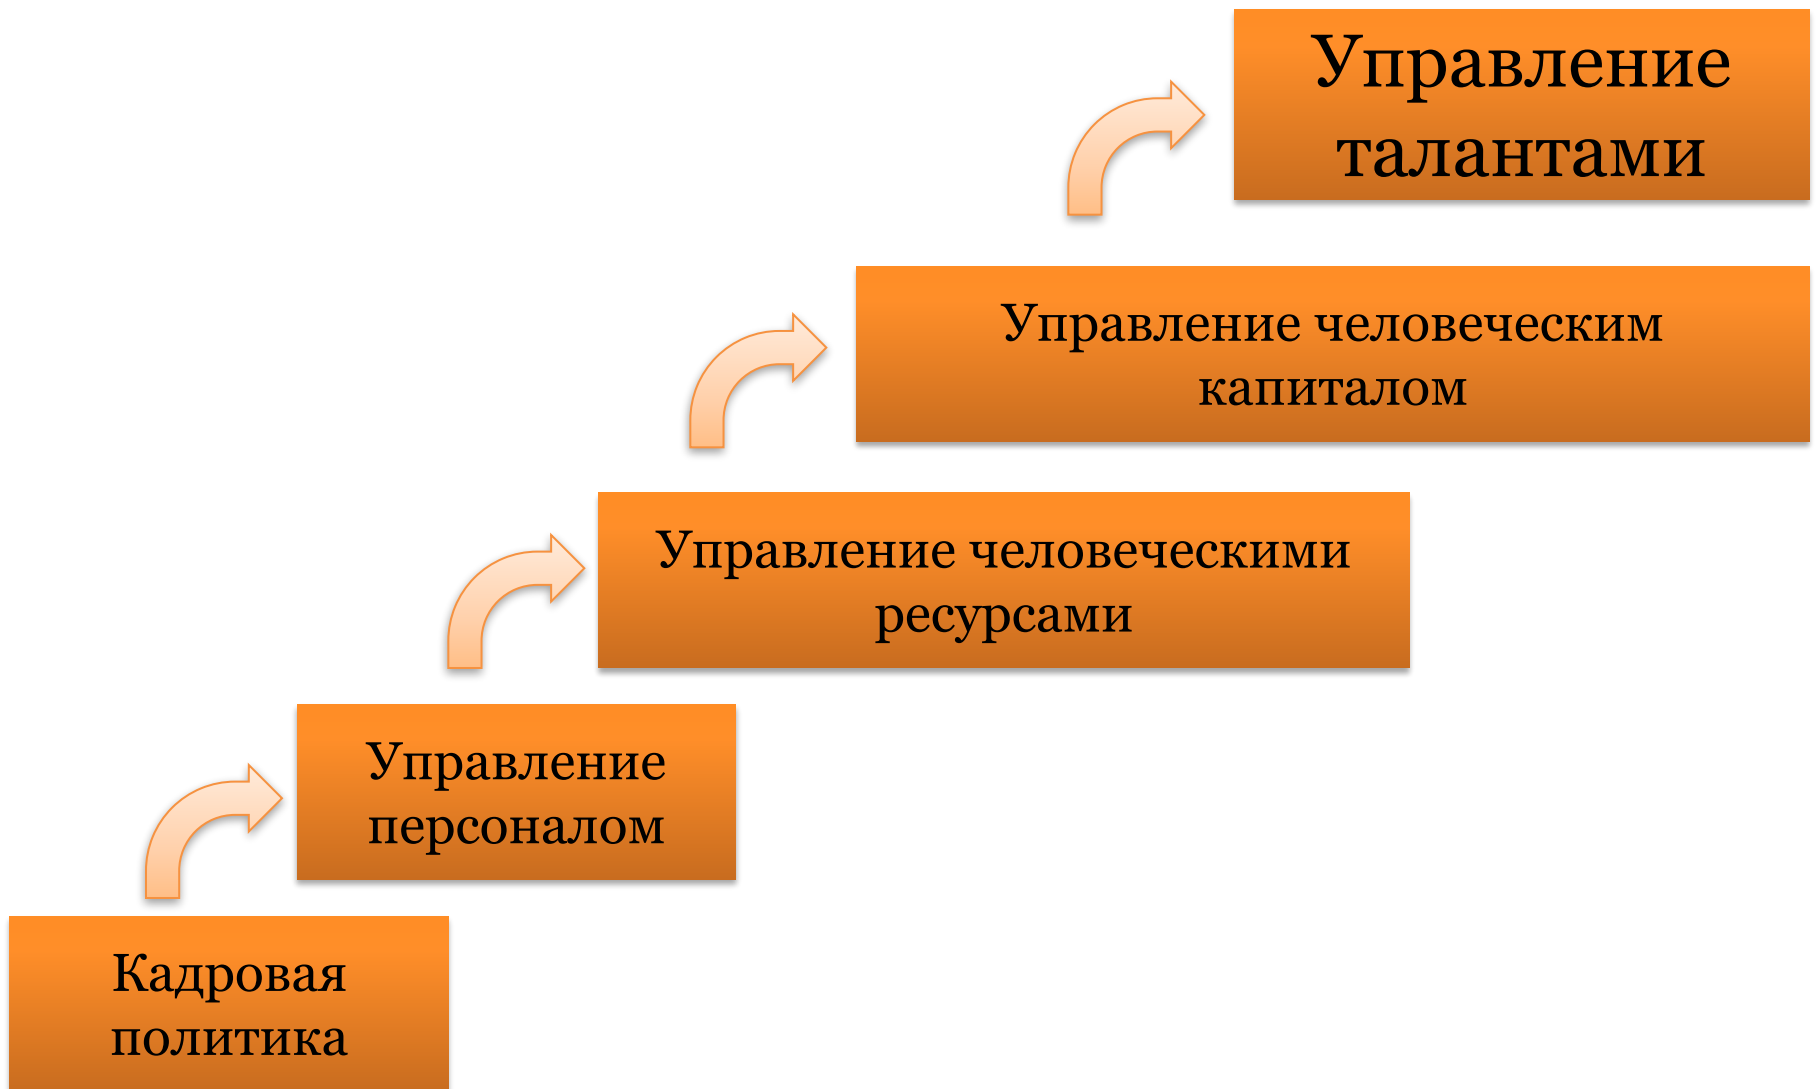 Управление
талантами
Управление человеческим
капиталом
Управление человеческими
ресурсами
Управление
персоналом
Кадровая
политика